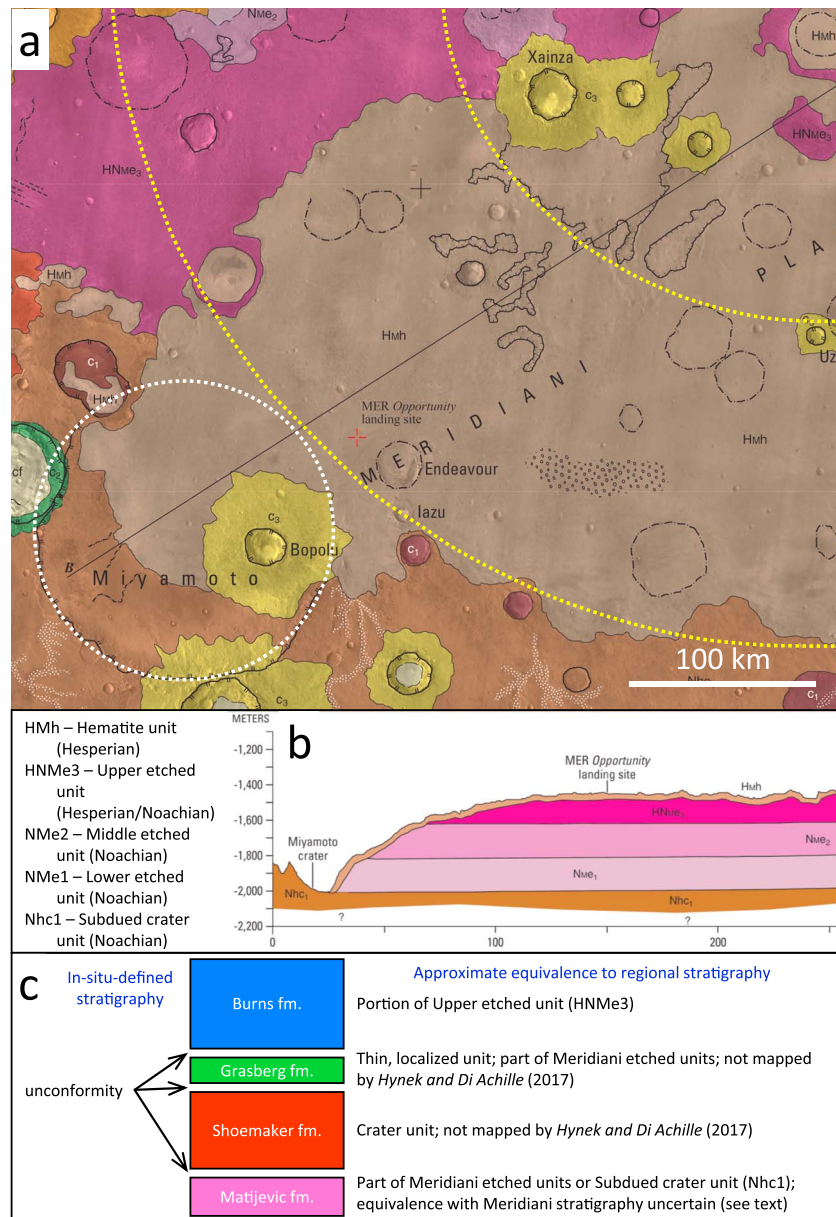 a
NMe2
HMh
Xainza
c3
HNMe3
HNMe3
HMh
P L A
HMh
c1
HMh
Uz
MER Opportunity
landing site
M E R I D I A N I
HMh
Endeavour
cf
c2
c3
Iazu
Bopolu
c1
B
M i y a m o t o
100 km
c3
c1
HMh – Hematite unit
(Hesperian)
HNMe3 – Upper etched
unit
(Hesperian/Noachian)
NMe2 – Middle etched
unit (Noachian)
NMe1 – Lower etched
unit (Noachian)
Nhc1 – Subdued crater
unit (Noachian)
b
METERS
-1,200
-1,400
-1,600
-1,800
-2,000
-2,200
MER Opportunity
landing site
HMh
HNMe3
Miyamoto
crater
NMe2
NMe1
Nhc1
Nhc1
?
?
0
100
200
c
In-situ-defined
stratigraphy
Approximate equivalence to regional stratigraphy
Burns fm.
Portion of Upper etched unit (HNMe3)
unconformity
Grasberg fm.
Thin, localized unit; part of Meridiani etched units; not mapped
by Hynek and Di Achille (2017)
Shoemaker fm.
Crater unit; not mapped by Hynek and Di Achille (2017)
Matijevic fm.
Part of Meridiani etched units or Subdued crater unit (Nhc1);
equivalence with Meridiani stratigraphy uncertain (see text)